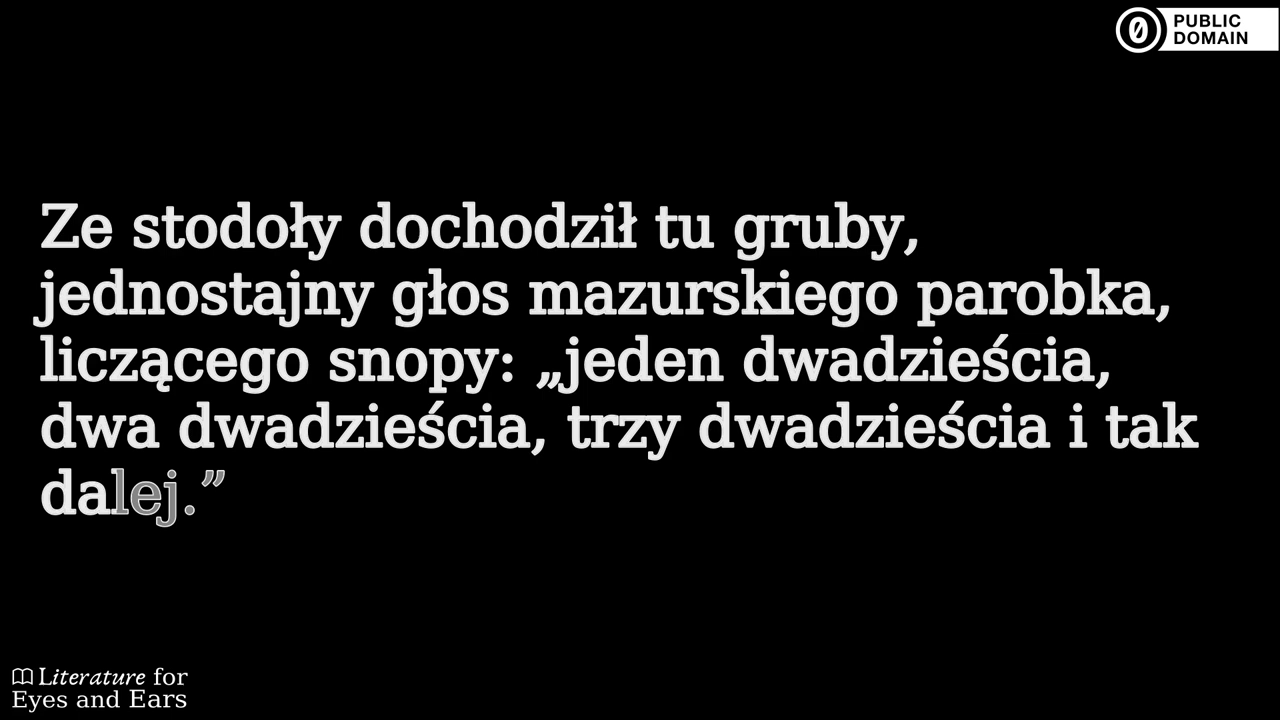 PUBLIC
DOMAIN
Ze stodoły dochodził tu gruby,
jednostajny głos mazurskiego parobka,
liczącego snopy: „jeden dwadzieścia,
dwa dwadzieścia, trzy dwadzieścia i tak
dalej.”
Literature for
Eyes and Ears